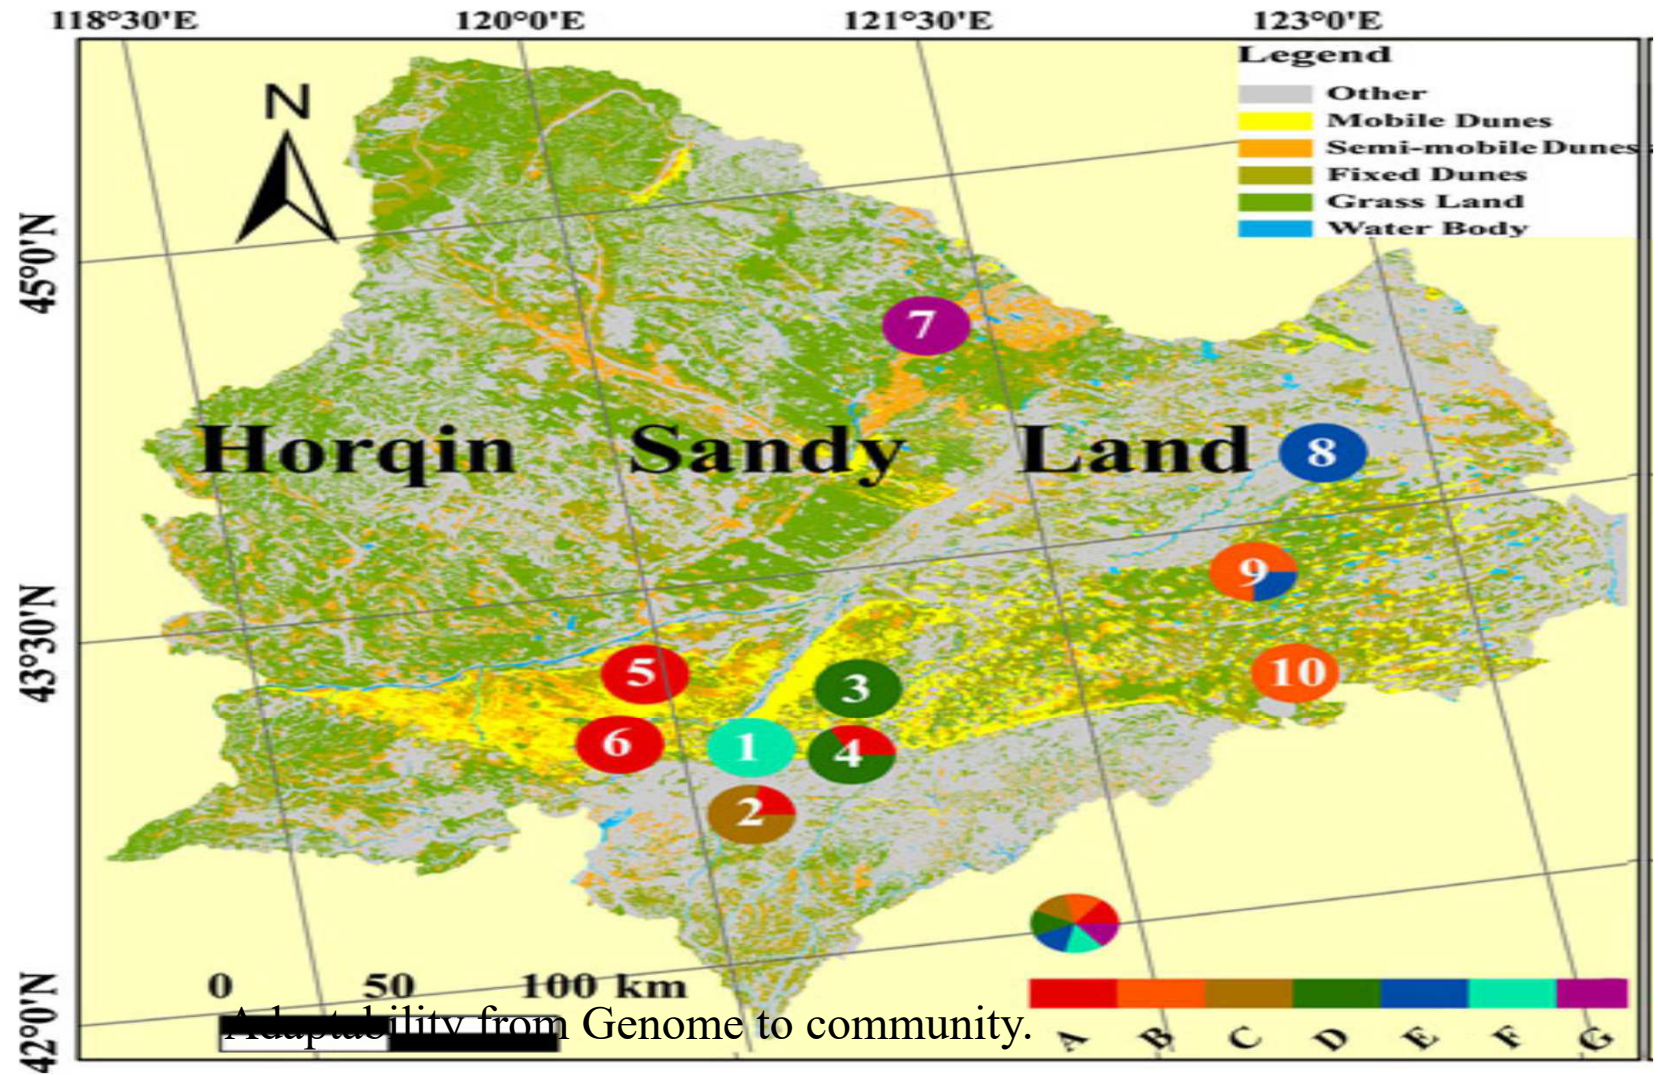 118°30'E 120°0'E 121°30'E 123°0'E
Legend
N
Other
Mobile Dunes
Semi-mobile Dunes
Fixed Dunes
Grass Land
Water Body
45°0'N
7
Horqin Sandy Land
8
9
43°30'N
5
3
10
6
1
4
2
0 50 100 km
Adaptability from Genome to community.
A B C D E F G
42°0'N